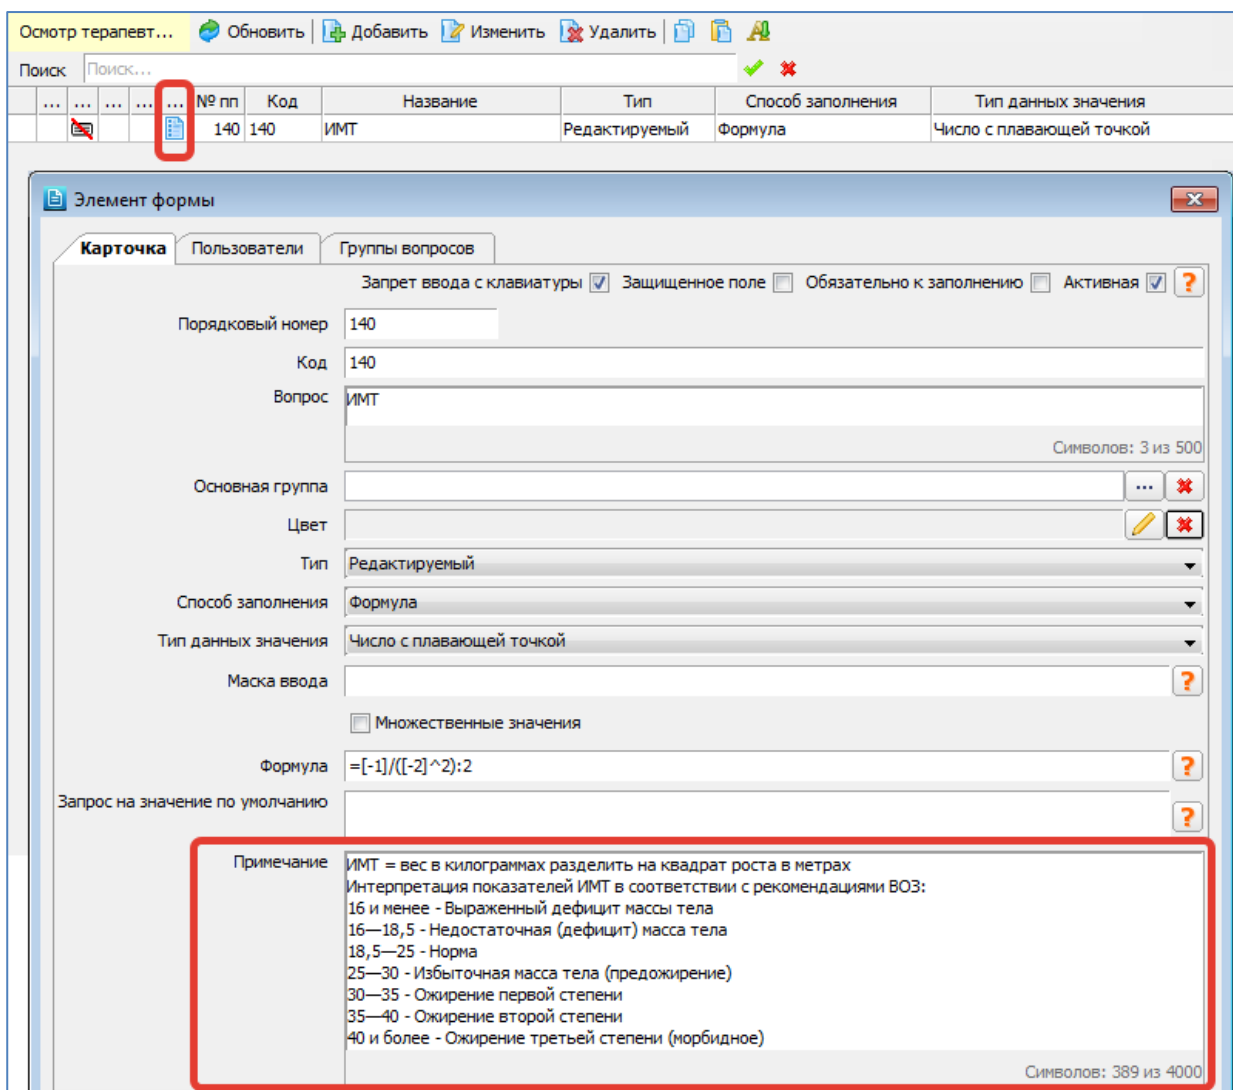 Осмотр терапевт... Обновить Добавить Изменить Удалить
Поиск Поиск...
... ... ... ... ... № пп Код Название Тип Способ заполнения Тип данных значения
140 140 ИМТ Редактируемый Формула Число с плавающей точкой
Элемент формы
Карточка Пользователи Группы вопросов
Запрет ввода с клавиатуры Защищенное поле Обязательно к заполнению Активная ?
Порядковый номер 140
Код 140
Вопрос ИМТ
Символов: 3 из 500
Основная группа ...
Цвет
Тип Редактируемый
Способ заполнения Формула
Тип данных значения Число с плавающей точкой
Маска ввода ?
Множественные значения
Формула =[-1]/([-2]^2):2 ?
Запрос на значение по умолчанию ?
Примечание ИМТ = вес в килограммах разделить на квадрат роста в метрах
Интерпретация показателей ИМТ в соответствии с рекомендациями ВОЗ:
16 и менее - Выраженный дефицит массы тела
16—18,5 - Недостаточная (дефицит) масса тела
18,5—25 - Норма
25—30 - Избыточная масса тела (предожирение)
30—35 - Ожирение первой степени
35—40 - Ожирение второй степени
40 и более - Ожирение третьей степени (морбидное)
Символов: 389 из 4000